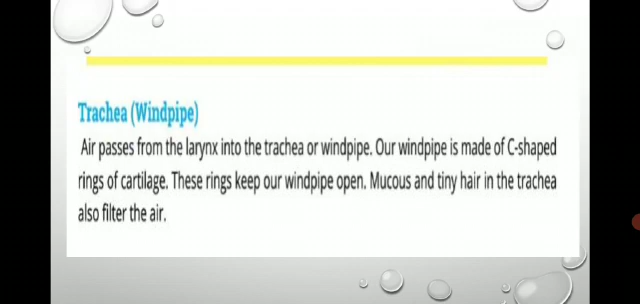 Trachea (Windpipe)
Air passes from the larynx into the trachea or windpipe. Our windpipe is made of C-shaped
rings of cartilage. These rings keep our windpipe open. Mucous and tiny hair in the trachea
also filter the air.